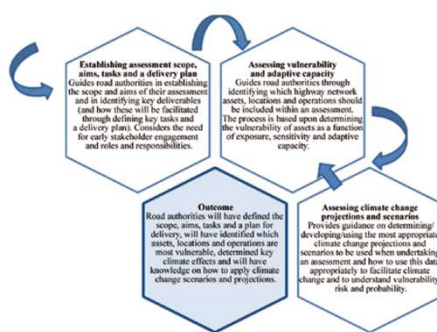 Establishing assessment scope,
aims, tasks and a delivery plan
Guides road authorities in establishing
the scope and aims of their assessment
and in identifying key deliverables
(and how these will be facilitated
through defining key tasks and
a delivery plan). Considers the need
for early stakeholder engagement
and roles and responsibilities.
Assessing vulnerability
and adaptive capacity
Guides road authorities through
identifying which highway network
assets, locations and operations should
be included within an assessment.
The process is based upon determining
the vulnerability of assets as a function
of exposure, sensitivity and adaptive
capacity.
Assessing climate change
projections and scenarios
Provides guidance on determining/
developing/using the most appropriate
climate change projections and
scenarios to be used when undertaking
an assessment and how to use this data
appropriately to facilitate climate
change and to understand vulnerability
risk and probability.
Outcome
Road authorities will have defined the
scope, aims, tasks and a plan for
delivery, will have identified which
assets, locations and operations are
most vulnerable, determined key
climate effects and will have
knowledge on how to apply climate
change scenarios and projections.